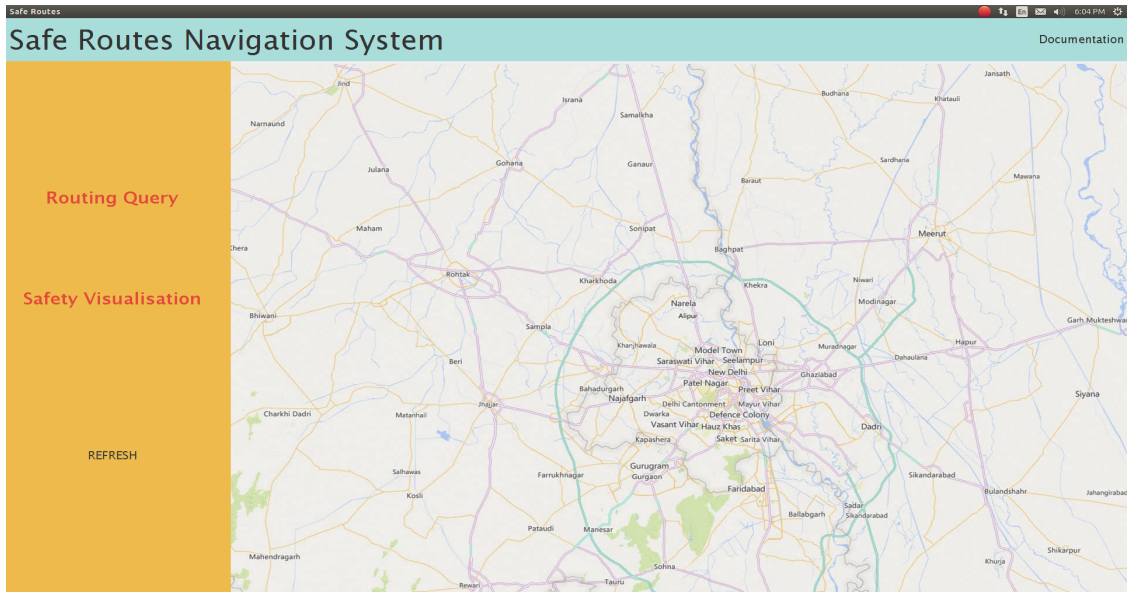 Safe Routes
En
6:04 PM
Safe Routes Navigation System
Documentation
Routing Query
Safety Visualisation
REFRESH
Jansath
Jind
Budhana
Khatauli
Israna
Samalkha
Narnaund
Gohana
Ganaur
Sardhana
Julana
Mawana
Baraut
Maham
Sonipat
Meerut
Khera
Baghpat
Rohtak
Kharkhoda
Khekra
Niwari
Modinagar
Narela
Bhiwani
Alipur
Garh Mukteshwar
Sampla
Khanjhawala
Model Town
Loni
Muradnagar
Hapur
Beri
Saraswati Vihar
Seelampur
Dahaulana
New Delhi
Ghaziabad
Patel Nagar
Bahadurgarh
Preet Vihar
Siyana
Najafgarh
Jhajjar
Delhi Cantonment
Mayur Vihar
Charkhi Dadri
Matanhail
Dwarka
Defence Colony
Vasant Vihar
Hauz Khas
Dadri
Kapashera
Saket
Sarita Vihar
Salhawas
Farrukhnagar
Gurugram
Gurgaon
Sikandarabad
Kosli
Faridabad
Bulandshahr
Jahangirabad
Sadar
Ballabgarh
Sikandarabad
Pataudi
Manesar
Mahendragarh
Shikarpur
Sohna
Khurja
Rewari
Tauru